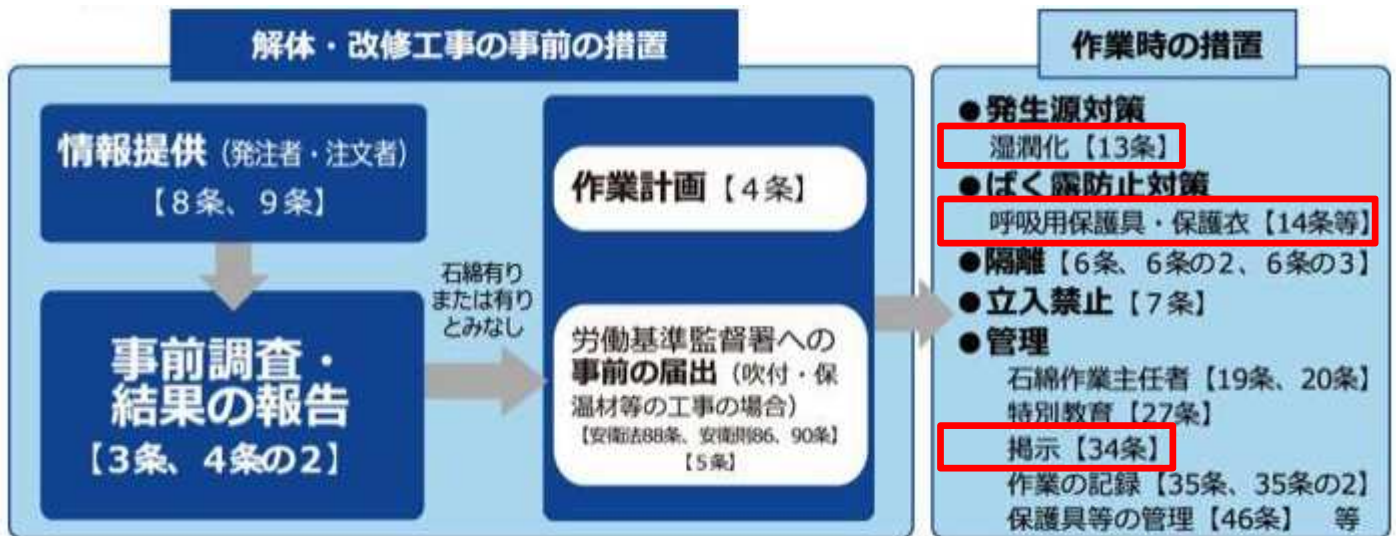 解体・改修工事の事前の措置
情報提供（発注者・注文者）
【８条、９条】
事前調査・
結果の報告
【３条、４条の２】
石綿有り
または有り
とみなし
作業計画【４条】
労働基準監督署への
事前の届出（吹付・保
温材等の工事の場合）
【安衛法88条、安衛則86、90条】
【５条】
作業時の措置
●発生源対策
湿潤化【13条】
●ばく露防止対策
呼吸用保護具・保護衣【14条等】
●隔離【６条、６条の２、６条の３】
●立入禁止【７条】
●管理
石綿作業主任者【19条、20条】
特別教育【27条】
掲示【34条】
作業の記録【35条、35条の２】
保護具等の管理【46条】　等